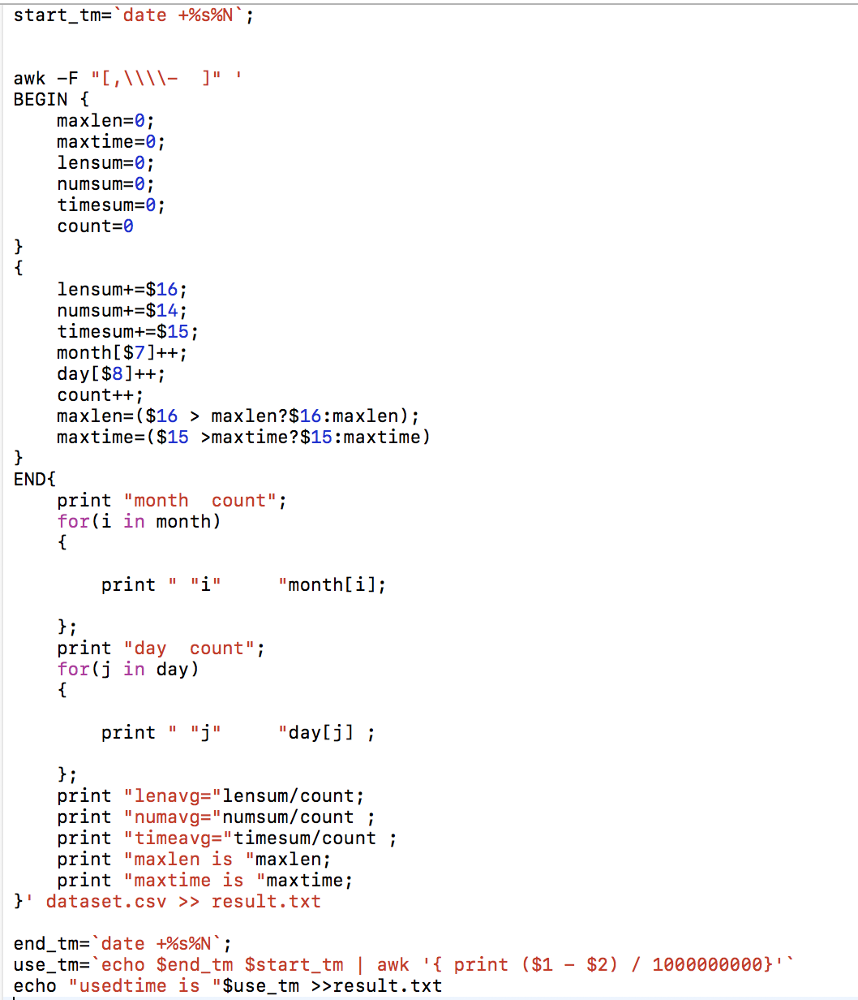 start_tm=`date +%s%N`;
awk -F "[,\\\\-  ]" '
BEGIN {
    maxlen=0;
    maxtime=0;
    lensum=0;
    numsum=0;
    timesum=0;
    count=0
}
{
    lensum+=$16;
    numsum+=$14;
    timesum+=$15;
    month[$7]++;
    day[$8]++;
    count++;
    maxlen=($16 > maxlen?$16:maxlen);
    maxtime=($15 >maxtime?$15:maxtime)
}
END{
    print "month  count";
    for(i in month)
    {
        print " "i"     "month[i];
    };
    print "day  count";
    for(j in day)
    {
        print " "j"     "day[j] ;
    };
    print "lenavg="lensum/count;
    print "numavg="numsum/count ;
    print "timeavg="timesum/count ;
    print "maxlen is "maxlen;
    print "maxtime is "maxtime;
}' dataset.csv >> result.txt
end_tm=`date +%s%N`;
use_tm=`echo $end_tm $start_tm | awk '{ print ($1 - $2) / 1000000000}'`
echo "usedtime is "$use_tm >>result.txt